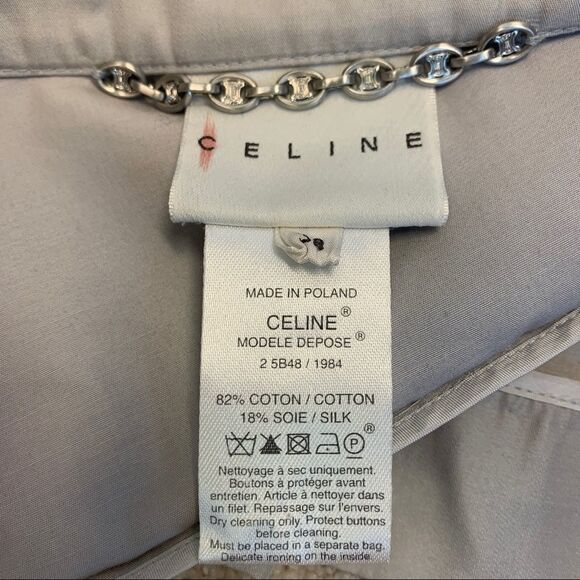 CELINE
MADE IN POLAND
CELINE®
MODELE DEPOSE®
2 5B48 / 1984
82% COTON / COTTON
18% SOIE / SILK
P ®
Nettoyage à sec uniquement.
Boutons à protéger avant
entretien. Article à nettoyer dans
un filet. Repassage sur l'envers.
Dry cleaning only. Protect buttons
before cleaning.
Must be placed in a separate bag.
Delicate ironing on the inside.